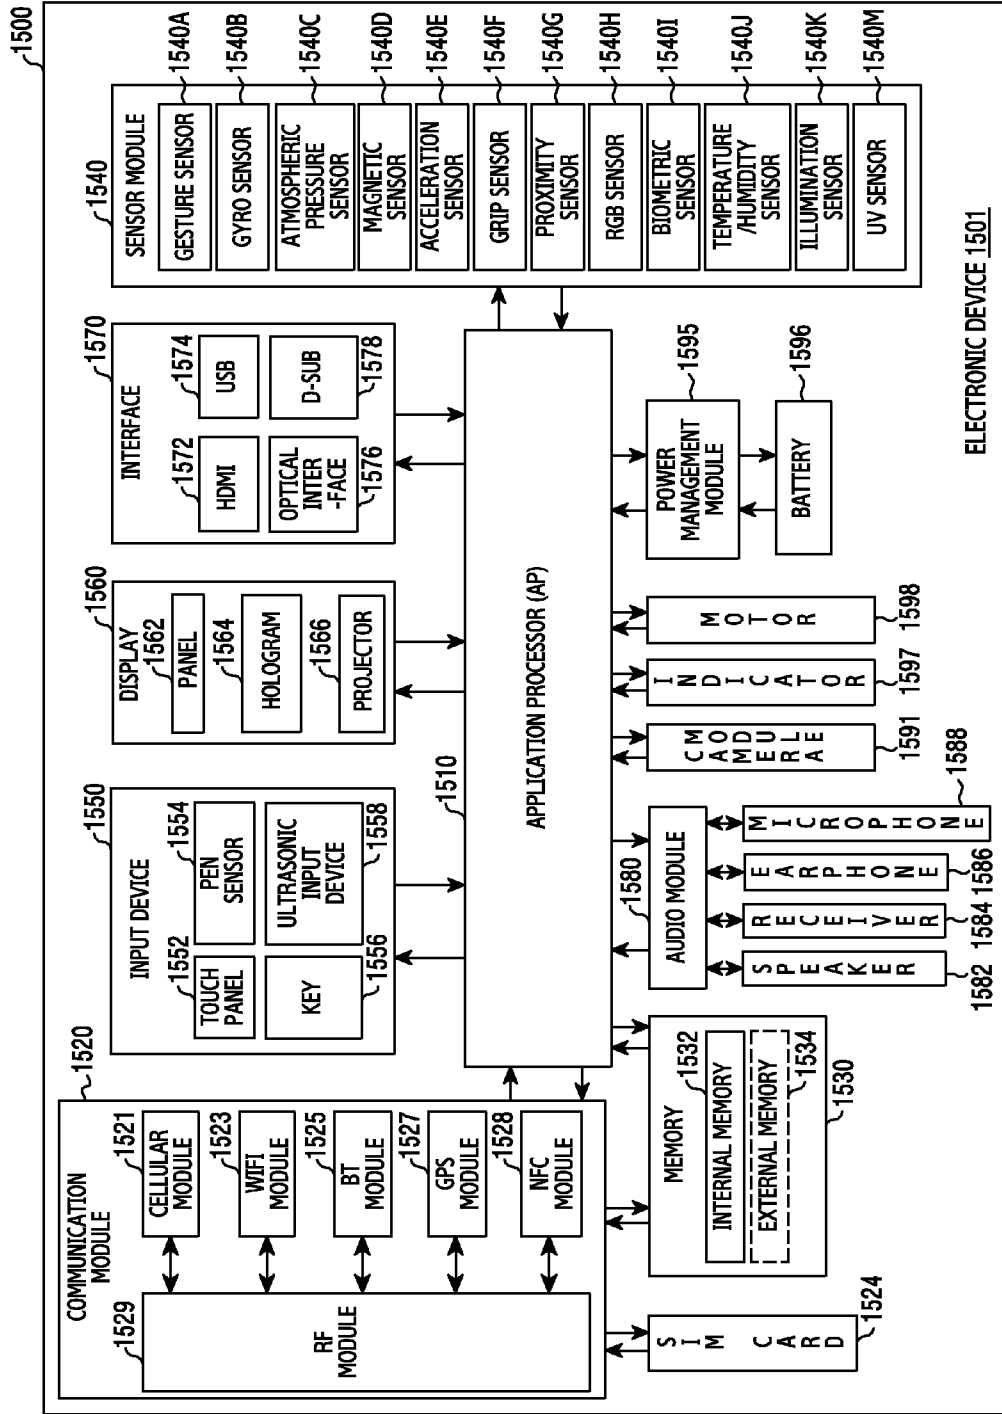 1500
COMMUNICATION
MODULE
1520
1529
RF
MODULE
1521
CELLULAR
MODULE
1523
WIFI
MODULE
1525
BT
MODULE
1527
GPS
MODULE
1528
NFC
MODULE
INPUT DEVICE
1550
1552
TOUCH
PANEL
1554
PEN
SENSOR
KEY
1556
ULTRASONIC
INPUT
DEVICE
1558
DISPLAY
1560
1562
PANEL
1564
HOLOGRAM
1566
PROJECTOR
INTERFACE
1570
1572
HDMI
1574
USB
OPTICAL
INTER
-FACE
1576
D-SUB
1578
1540
SENSOR MODULE
GESTURE SENSOR
1540A
GYRO SENSOR
1540B
ATMOSPHERIC
PRESSURE
SENSOR
1540C
MAGNETIC
SENSOR
1540D
ACCELERATION
SENSOR
1540E
GRIP SENSOR
1540F
PROXIMITY
SENSOR
1540G
RGB SENSOR
1540H
BIOMETRIC
SENSOR
1540I
TEMPERATURE
/HUMIDITY
SENSOR
1540J
ILLUMINATION
SENSOR
1540K
UV SENSOR
1540M
1510
APPLICATION PROCESSOR (AP)
SIM CARD
1524
MEMORY
1532
INTERNAL MEMORY
EXTERNAL MEMORY
1534
1530
1580
AUDIO MODULE
SPEAKER
1582
RECEIVER
1584
EARPHONE
1586
MICROPHONE
1588
CAMERA
MODULE
1591
INDICATOR
1597
MOTOR
1598
POWER
MANAGEMENT
MODULE
1595
BATTERY
1596
ELECTRONIC DEVICE 1501